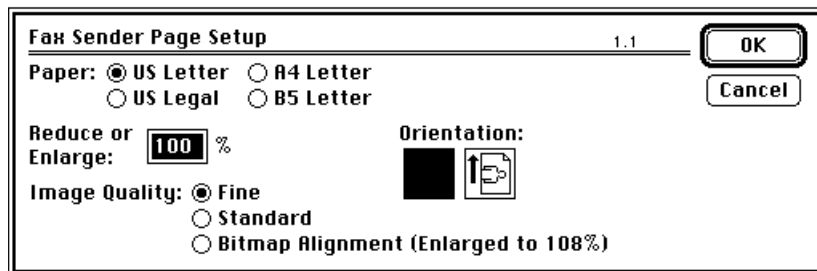 Fax Sender Page Setup 1.1 OK
Paper: US Letter A4 Letter Cancel
US Legal B5 Letter
Reduce or Enlarge: 100 % Orientation:
Image Quality: Fine
Standard
Bitmap Alignment (Enlarged to 108%)